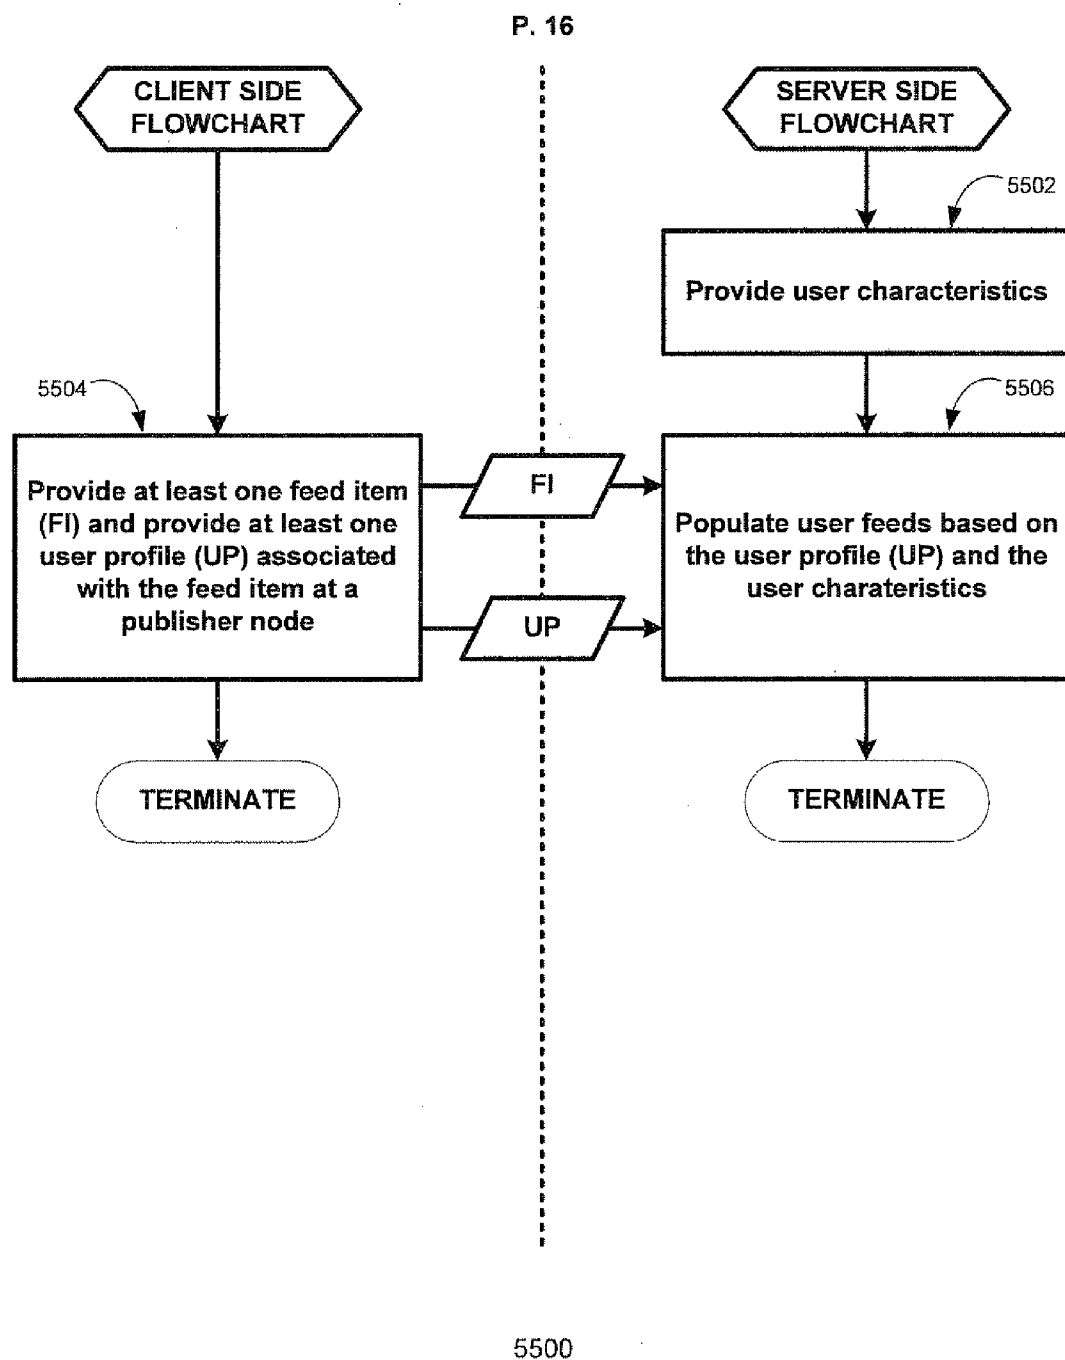 P. 16
CLIENT SIDE
FLOWCHART
SERVER SIDE
FLOWCHART
5502
Provide user characteristics
5504
5506
Provide at least one feed item
(FI) and provide at least one
user profile (UP) associated
with the feed item at a
publisher node
FI
UP
Populate user feeds based on
the user profile (UP) and the
user charateristics
TERMINATE
TERMINATE
5500